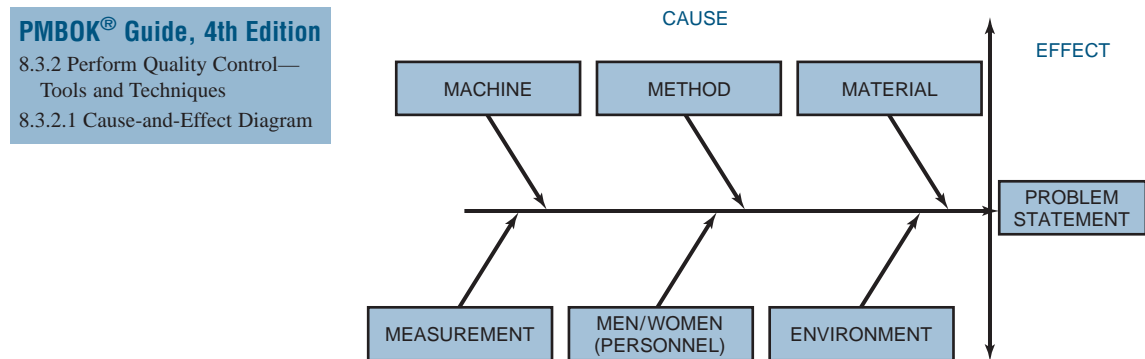 PMBOK® Guide, 4th Edition
8.3.2 Perform Quality Control—
Tools and Techniques
8.3.2.1 Cause-and-Effect Diagram
CAUSE
EFFECT
MACHINE
METHOD
MATERIAL
PROBLEM
STATEMENT
MEASUREMENT
MEN/WOMEN
(PERSONNEL)
ENVIRONMENT